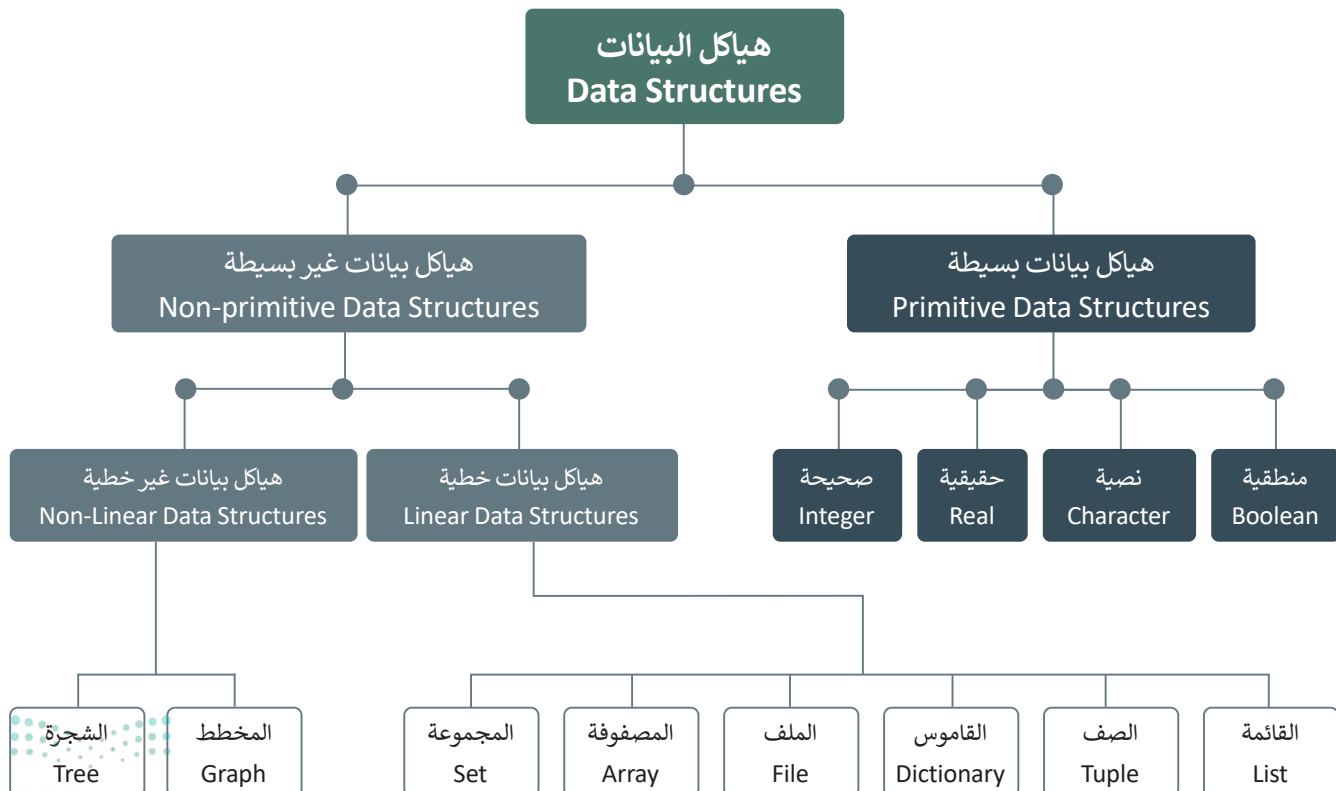 هياكل البيانات
Data Structures
هياكل بيانات بسيطة
Primitive Data Structures
هياكل بيانات غير بسيطة
Non-primitive Data Structures
منطقية
Boolean
نصية
Character
حقيقية
Real
صحيحة
Integer
هياكل بيانات خطية
Linear Data Structures
هياكل بيانات غير خطية
Non-Linear Data Structures
القائمة
List
الصف
Tuple
القاموس
Dictionary
الملف
File
المصفوفة
Array
المجموعة
Set
المخطط
Graph
الشجرة
Tree